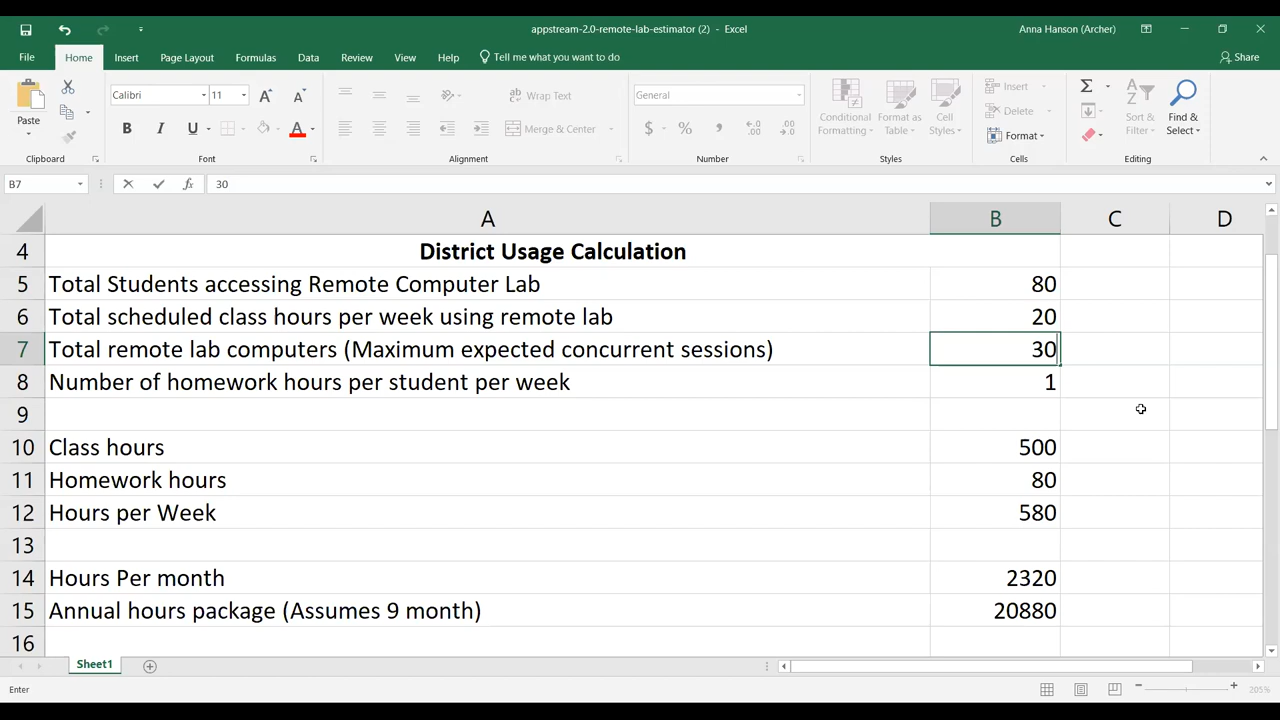 appstream-2.0-remote-lab-estimator (2) - Excel
Anna Hanson (Archer)
File Home Insert Page Layout Formulas Data Review View Help Tell me what you want to do Share
Paste
Calibri 11
Wrap Text
Merge & Center
General
Conditional Formatting
Format as Table
Cell Styles
Insert
Delete
Format
Sort & Filter
Find & Select
Clipboard Font Alignment Number Styles Cells Editing
B7 fx 30
A B C D
4 District Usage Calculation
5 Total Students accessing Remote Computer Lab 80
6 Total scheduled class hours per week using remote lab 20
7 Total remote lab computers (Maximum expected concurrent sessions) 30
8 Number of homework hours per student per week 1
9
10 Class hours 500
11 Homework hours 80
12 Hours per Week 580
13
14 Hours Per month 2320
15 Annual hours package (Assumes 9 month) 20880
16
Sheet1
Enter 205%